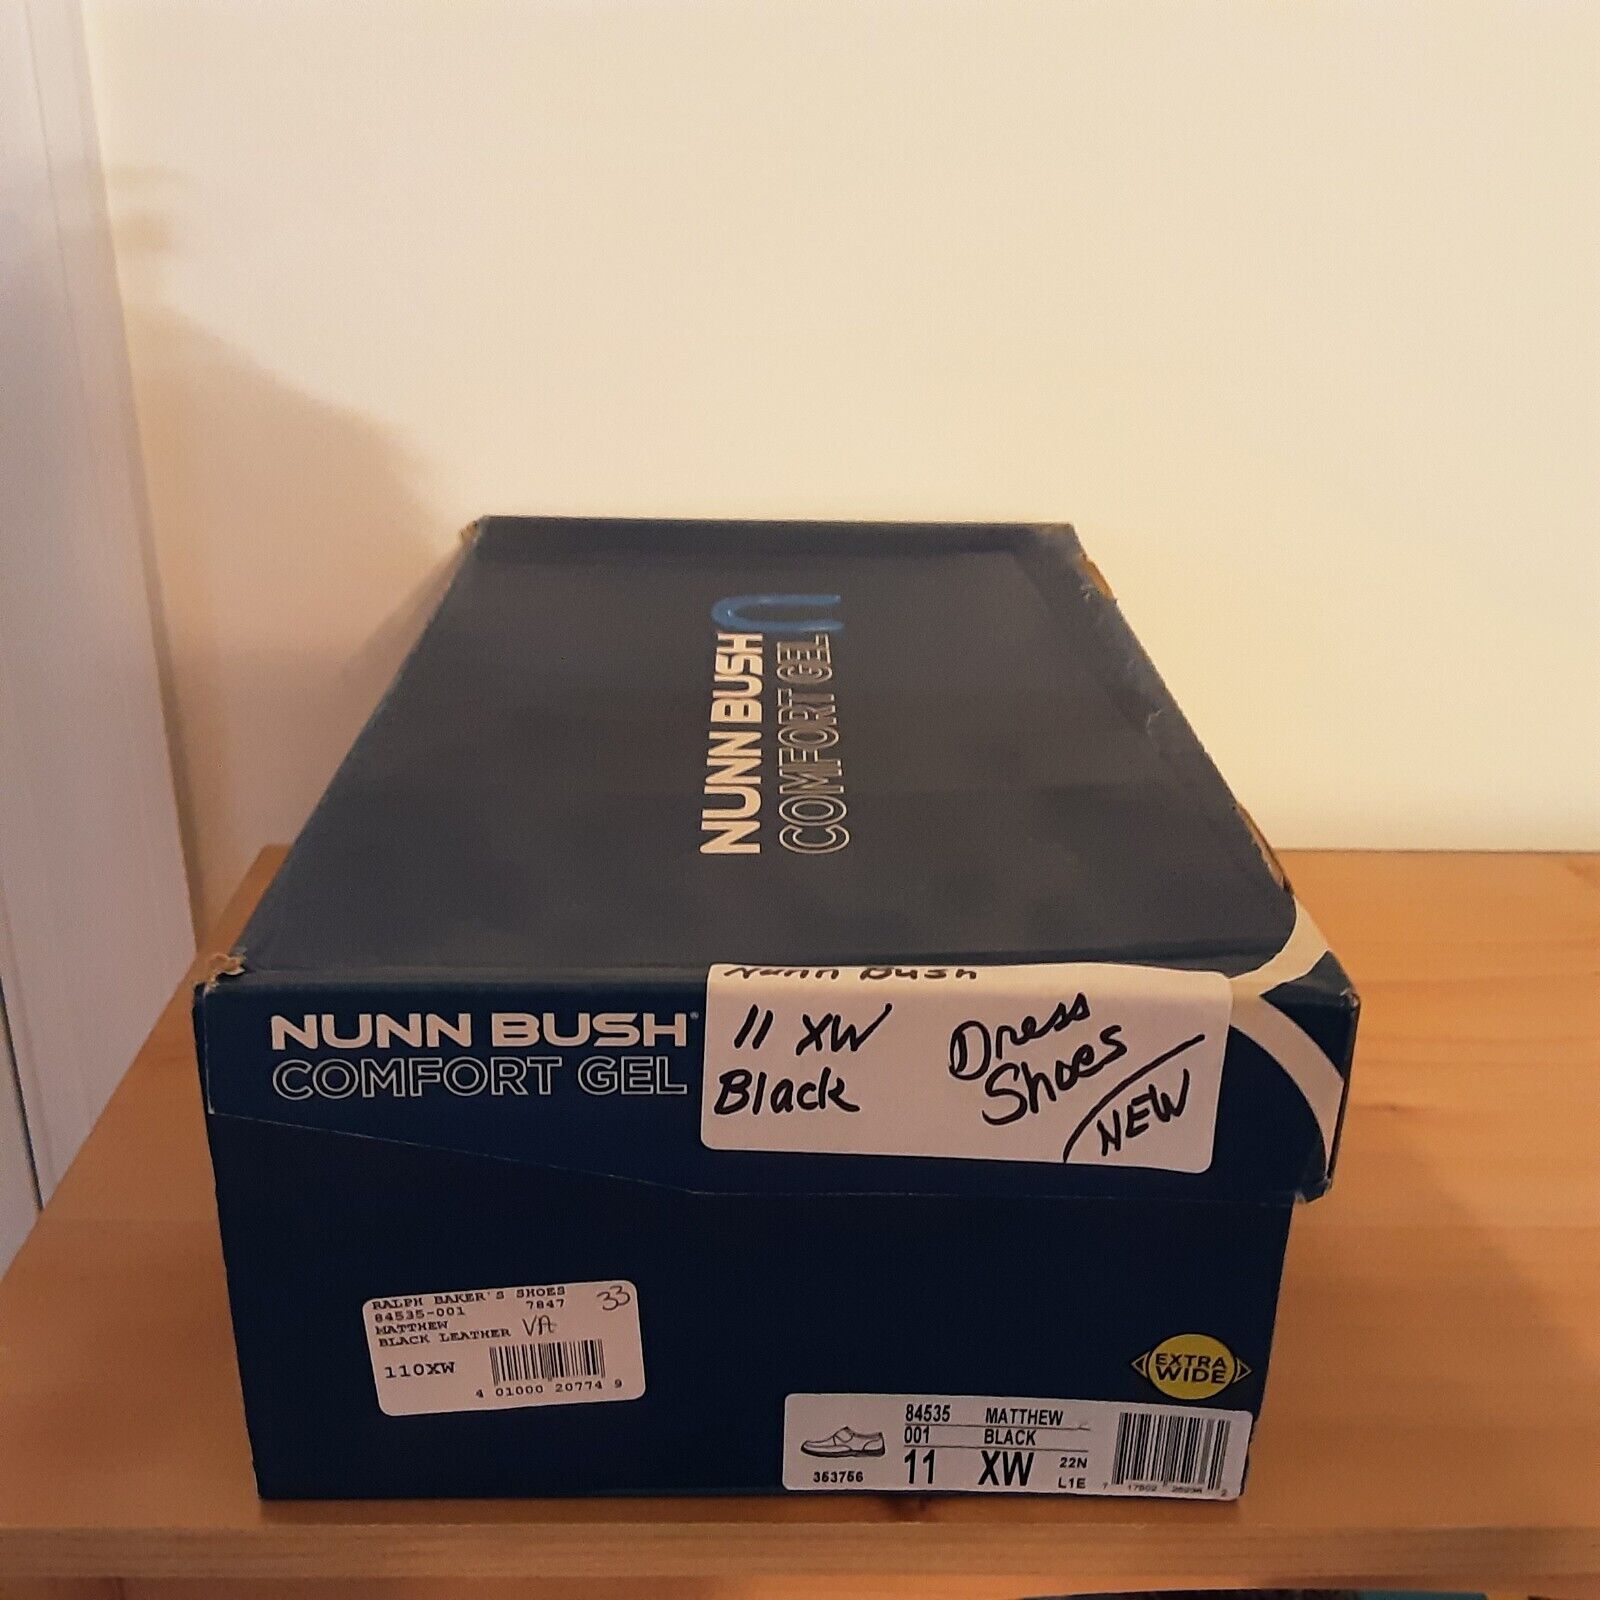 NUNN BUSH
COMFORT GEL
NUNN BUSH®
COMFORT GEL
Nunn Bush
11 XW
Black
Dress
Shoes
NEW
RALPH BAKER'S SHOES
84535-001 7847 33
MATTHEW
BLACK LEATHER VA
110XW
4 01000 20774 9
EXTRA
WIDE
84535 MATTHEW
001 BLACK
11 XW 22N
353756 L1E